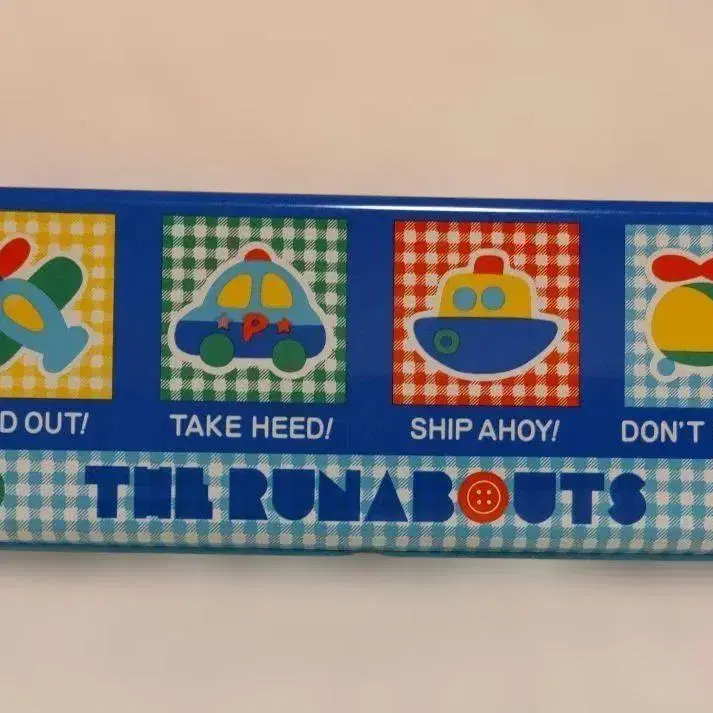 D OUT!
TAKE HEED!
SHIP AHOY!
DON'T
P
THE RUNABOUTS